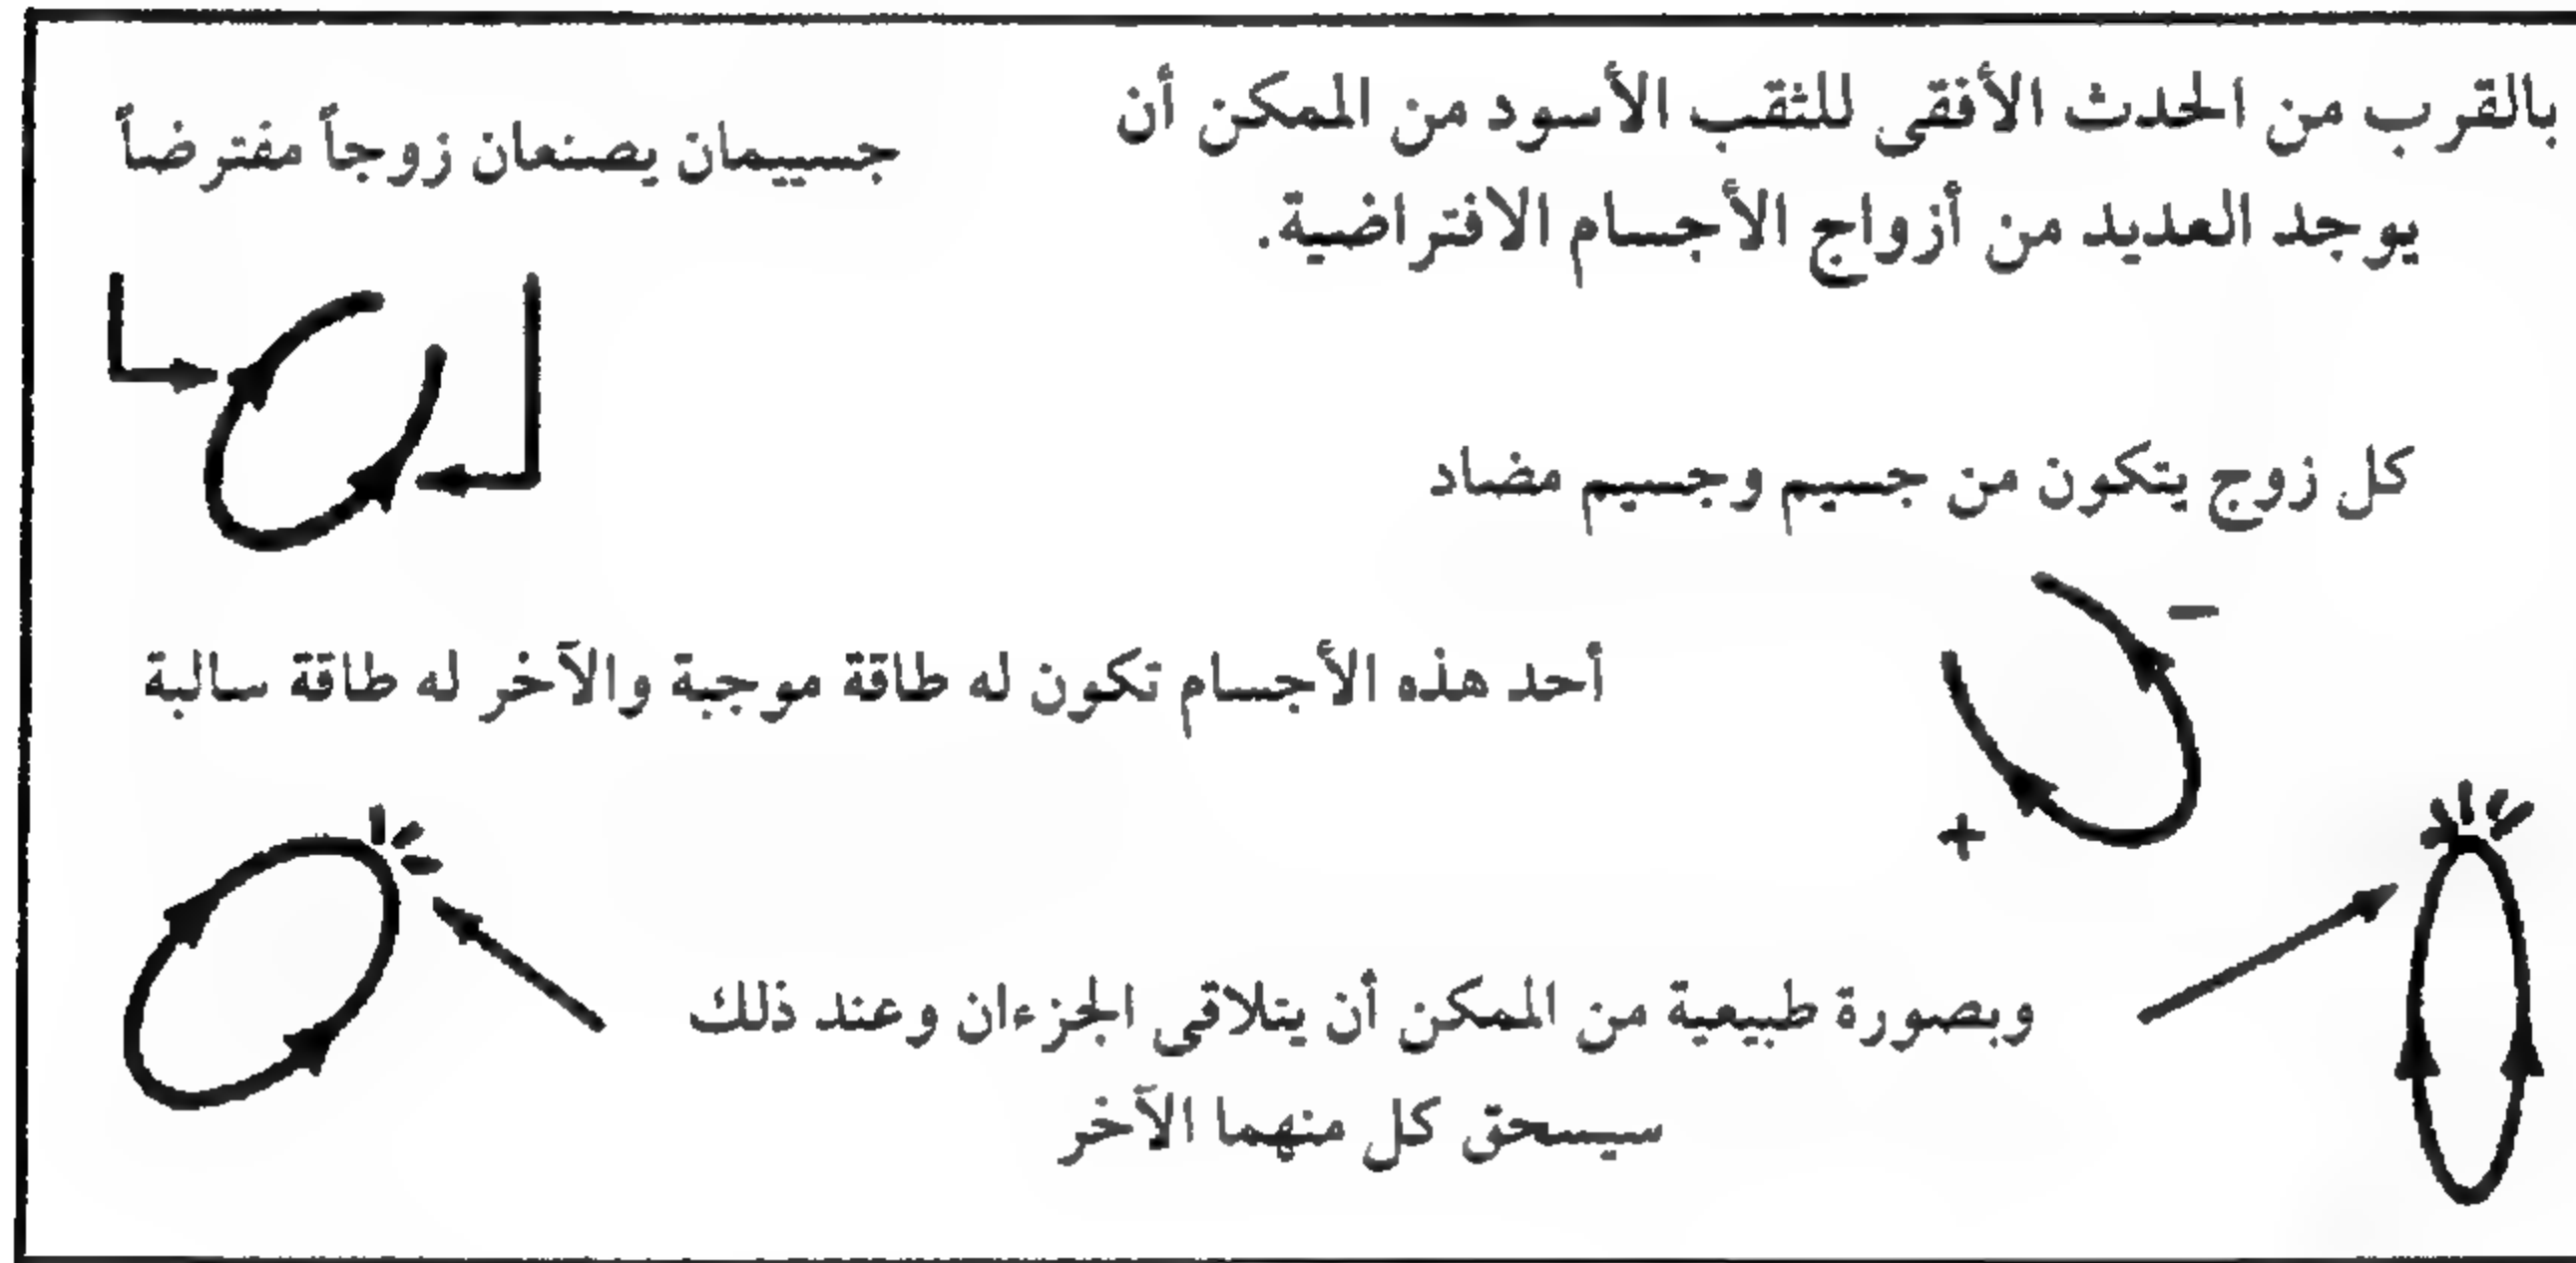 بالقرب من الحدث الأفقى للثقب الأسود من الممكن أن
يوجد العديد من أزواج الأجسام الافتراضية.
جسيمان يصنعان زوجاً مفترضاً
كل زوج يتكون من جسيم وجسيم مضاد
−
+
أحد هذه الأجسام تكون له طاقة موجبة والآخر له طاقة سالبة
وبصورة طبيعية من الممكن أن يتلاقى الجزءان وعند ذلك
سيسحق كل منهما الآخر